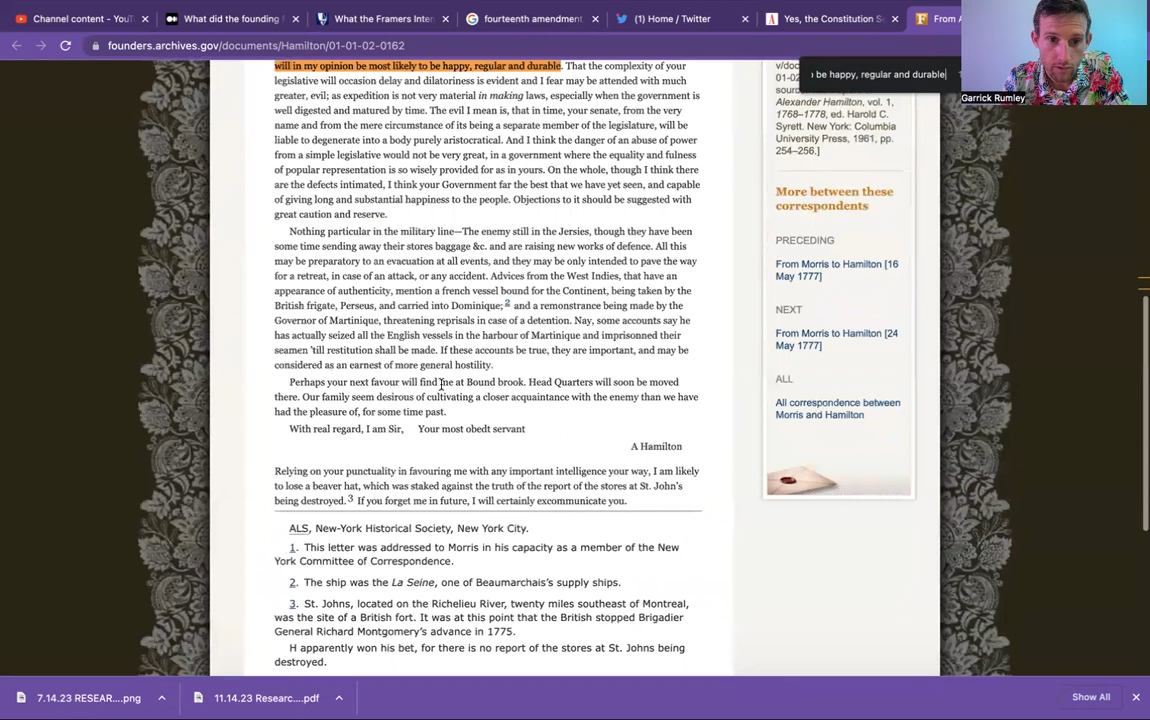 Channel content - YouT
What did the founding
What the Framers Inter
fourteenth amendment
(1) Home / Twitter
Yes, the Constitution Se
From A
founders.archives.gov/documents/Hamilton/01-01-02-0162
be happy, regular and durable
Garrick Rumley
will in my opinion be most likely to be happy, regular and durable. That the complexity of your
legislative will occasion delay and dilatoriness is evident and I fear may be attended with much
greater, evil; as expedition is not very material in making laws, especially when the government is
well digested and matured by time. The evil I mean is, that in time, your senate, from the very
name and from the mere circumstance of its being a separate member of the legislature, will be
liable to degenerate into a body purely aristocratical. And I think the danger of an abuse of power
from a simple legislative would not be very great, in a government where the equality and fulness
of popular representation is so wisely provided for as in yours. On the whole, though I think there
are the defects intimated, I think your Government far the best that we have yet seen, and capable
of giving long and substantial happiness to the people. Objections to it should be suggested with
great caution and reserve.
Nothing particular in the military line—The enemy still in the Jersies, though they have been
some time sending away their stores baggage &c. and are raising new works of defence. All this
may be preparatory to an evacuation at all events, and they may be only intended to pave the way
for a retreat, in case of an attack, or any accident. Advices from the West Indies, that have an
appearance of authenticity, mention a french vessel bound for the Continent, being taken by the
British frigate, Perseus, and carried into Dominique; 2 and a remonstrance being made by the
Governor of Martinique, threatening reprisals in case of a detention. Nay, some accounts say he
has actually seized all the English vessels in the harbour of Martinique and imprisonned their
seamen 'till restitution shall be made. If these accounts be true, they are important, and may be
considered as an earnest of more general hostility.
Perhaps your next favour will find me at Bound brook. Head Quarters will soon be moved
there. Our family seem desirous of cultivating a closer acquaintance with the enemy than we have
had the pleasure of, for some time past.
With real regard, I am Sir, Your most obedt servant
A Hamilton
Relying on your punctuality in favouring me with any important intelligence your way, I am likely
to lose a beaver hat, which was staked against the truth of the report of the stores at St. John's
being destroyed. 3 If you forget me in future, I will certainly excommunicate you.
ALS, New-York Historical Society, New York City.
1. This letter was addressed to Morris in his capacity as a member of the New
York Committee of Correspondence.
2. The ship was the La Seine, one of Beaumarchais's supply ships.
3. St. Johns, located on the Richelieu River, twenty miles southeast of Montreal,
was the site of a British fort. It was at this point that the British stopped Brigadier
General Richard Montgomery's advance in 1775.
H apparently won his bet, for there is no report of the stores at St. Johns being
destroyed.
v/doc
01-02
sourc
Alexander Hamilton, vol. 1,
1768–1778, ed. Harold C.
Syrett. New York: Columbia
University Press, 1961, pp.
254–256.]
More between these
correspondents
PRECEDING
From Morris to Hamilton [16
May 1777]
NEXT
From Morris to Hamilton [24
May 1777]
ALL
All correspondence between
Morris and Hamilton
7.14.23 RESEAR....png
11.14.23 Researc....pdf
Show All